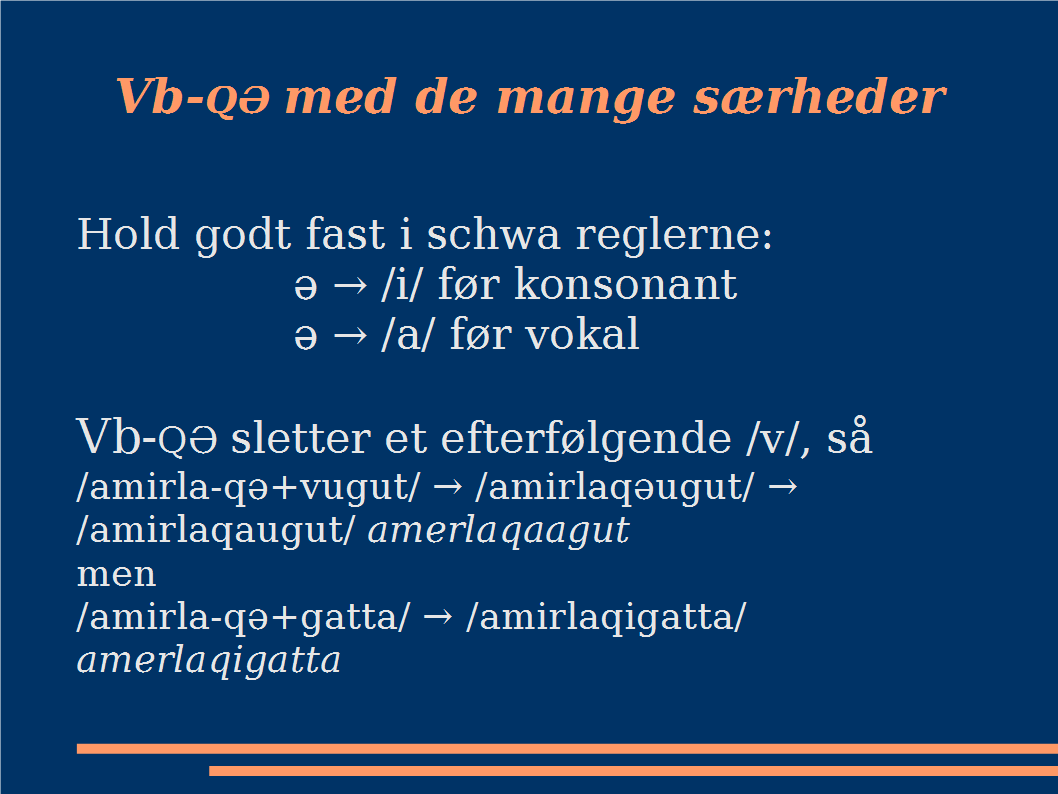 Vb-QƏ med de mange særheder
Hold godt fast i schwa reglerne:
ə → /i/ før konsonant
ə → /a/ før vokal
Vb-QƏ sletter et efterfølgende /v/, så
/amirla-qə+vugut/ → /amirlaqəugut/ →
/amirlaqaugut/ amerlaqaagut
men
/amirla-qə+gatta/ → /amirlaqigatta/
amerlaqigatta